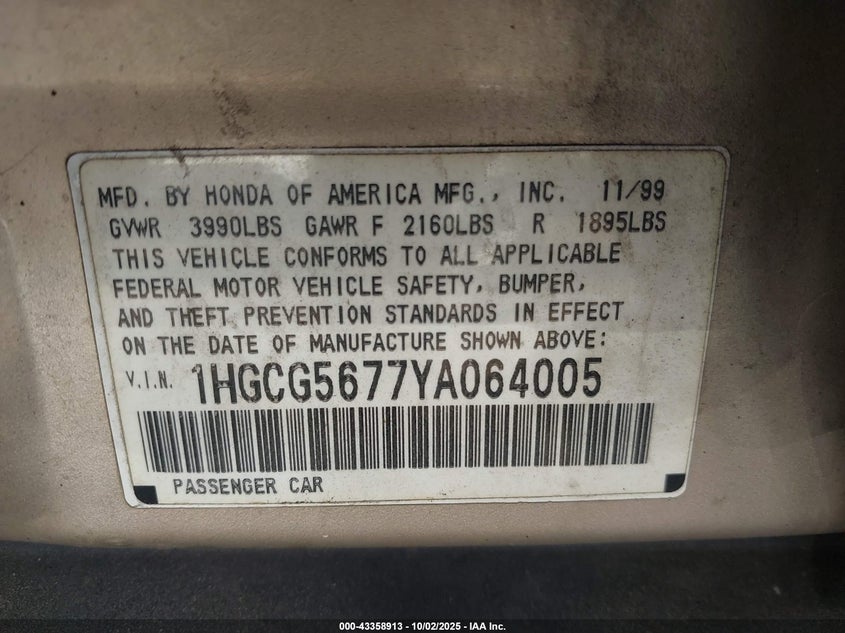 MFD. BY HONDA OF AMERICA MFG., INC. 11/99
GVWR 3990LBS GAWR F 2160LBS R 1895LBS
THIS VEHICLE CONFORMS TO ALL APPLICABLE
FEDERAL MOTOR VEHICLE SAFETY, BUMPER,
AND THEFT PREVENTION STANDARDS IN EFFECT
ON THE DATE OF MANUFACTURE SHOWN ABOVE:
V.I.N. 1HGCG5677YA064005
PASSENGER CAR
000-43358913 - 10/02/2025 - IAA Inc.